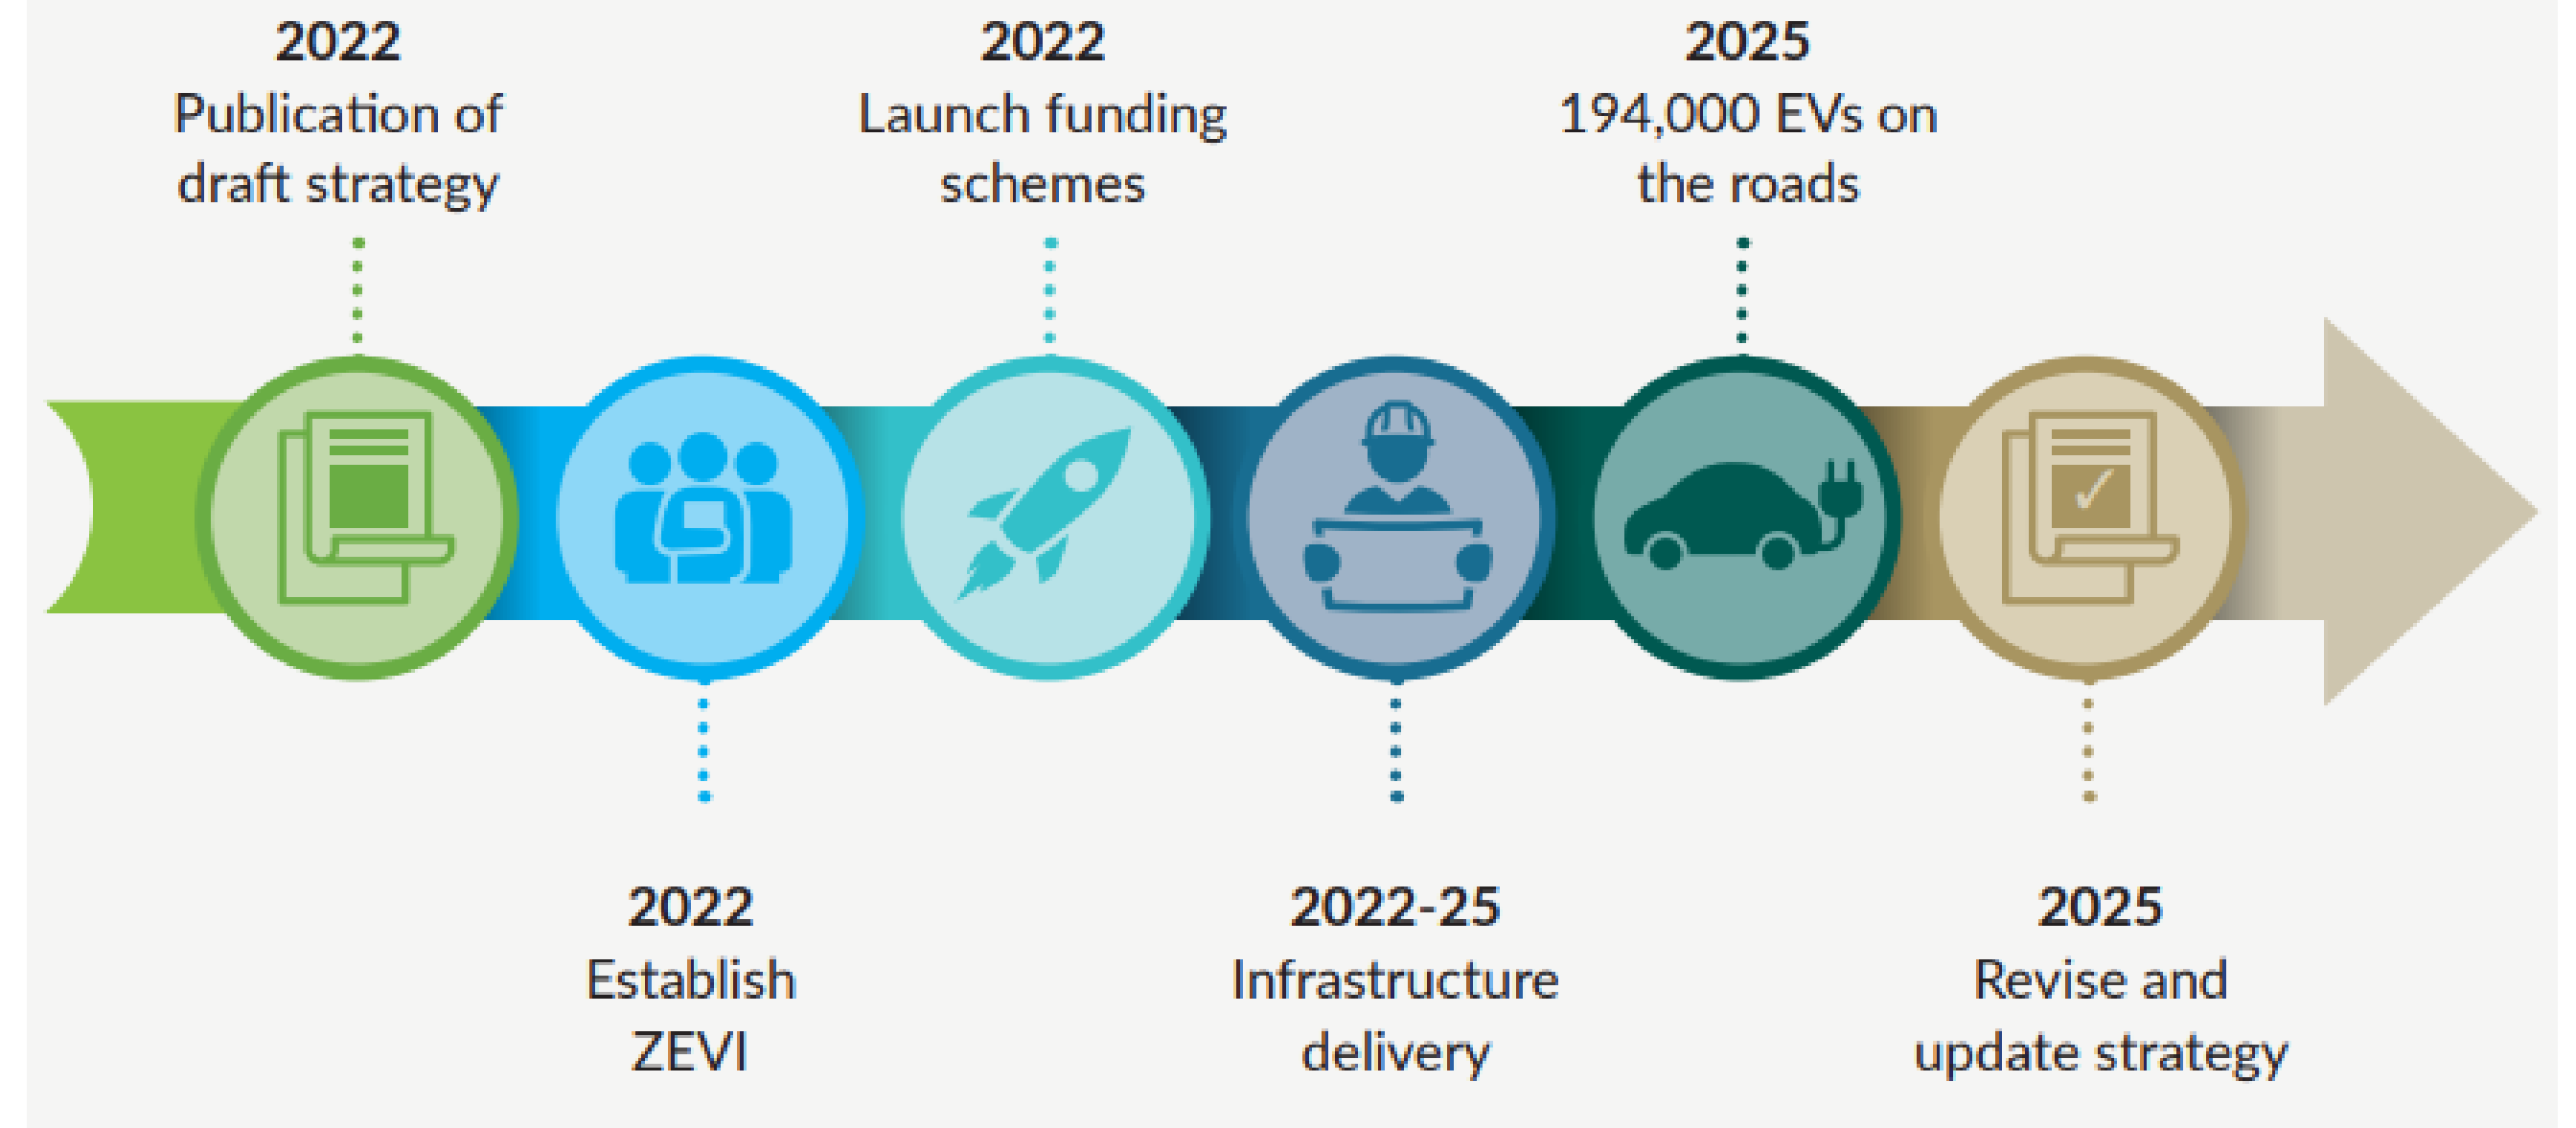 2022
Publication of
draft strategy
2022
Establish
ZEVI
2022
Launch funding
schemes
2022-25
Infrastructure
delivery
2025
194,000 EVs on
the roads
2025
Revise and
update strategy